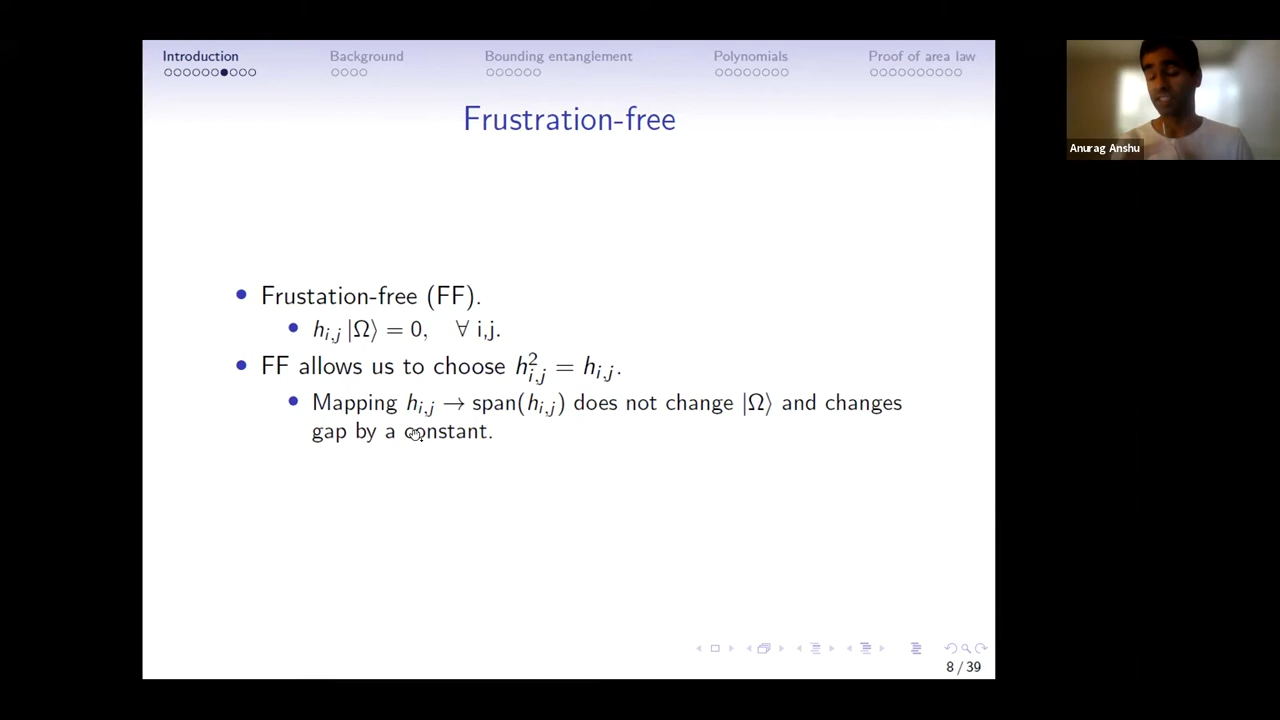 Introduction Background Bounding entanglement Polynomials Proof of area law
Frustration-free
Anurag Anshu
• Frustation-free (FF).
• h_{i,j} |Ω⟩ = 0, ∀ i,j.
• FF allows us to choose h²_{i,j} = h_{i,j}.
• Mapping h_{i,j} → span(h_{i,j}) does not change |Ω⟩ and changes
gap by a constant.
8 / 39